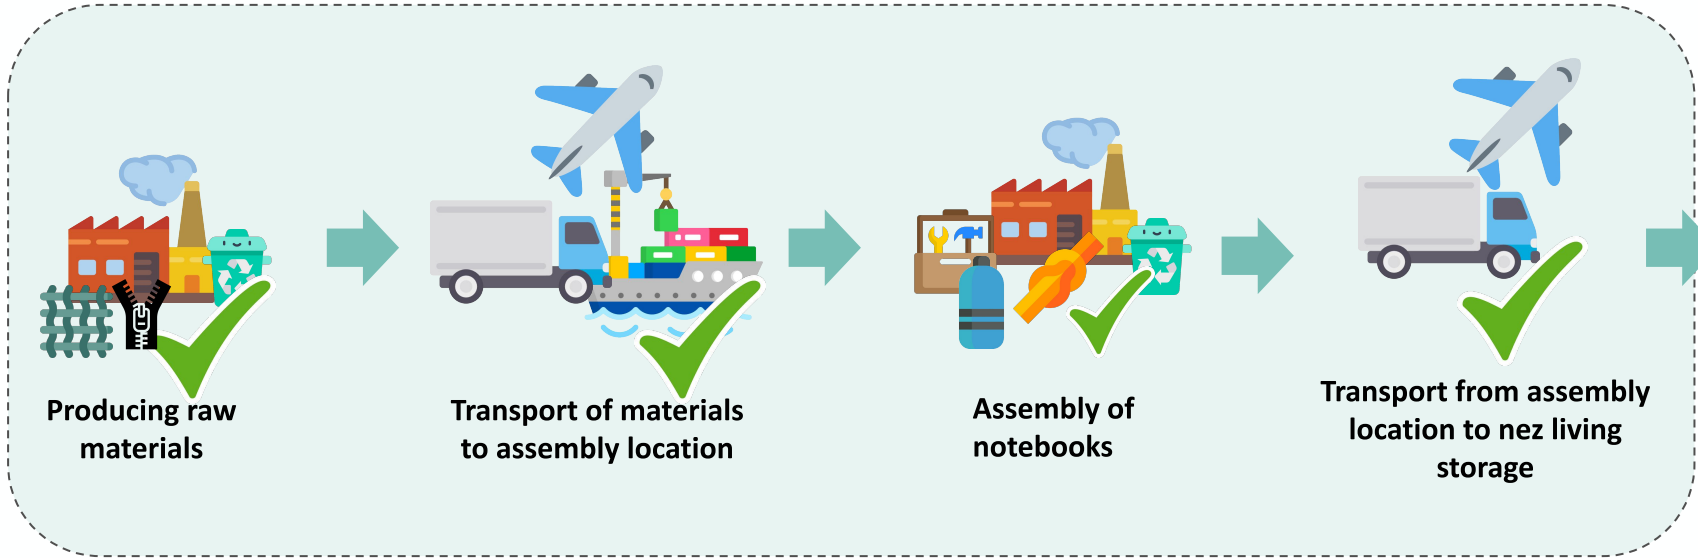 Producing raw
materials
Transport of materials
to assembly location
Assembly of
notebooks
Transport from assembly
location to nez living
storage